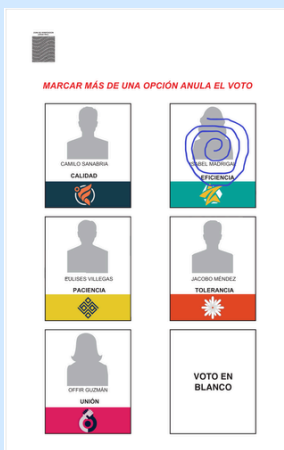 MARCAR MÁS DE UNA OPCIÓN ANULA EL VOTO
CAMILO SANABRIA
CALIDAD
ISABEL MADRIGAL
EFICIENCIA
EULISES VILLEGAS
PACIENCIA
JACOBO MÉNDEZ
TOLERANCIA
OFFIR GUZMÁN
UNIÓN
VOTO EN
BLANCO